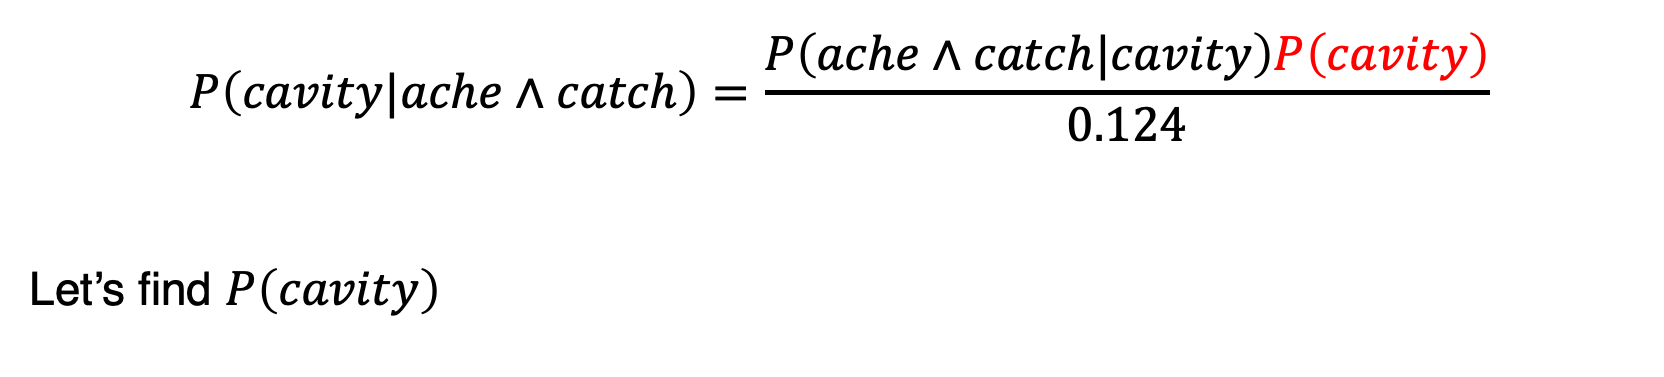 P(cavity|ache ∧ catch) = P(ache ∧ catch|cavity)P(cavity) / 0.124
Let’s find P(cavity)